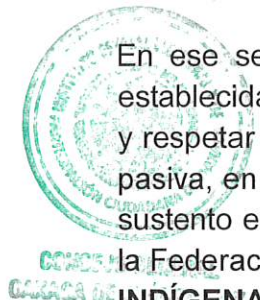 En ese se
establecida
y respetar
pasiva, en
sustento e
la Federac
INDÍGENA